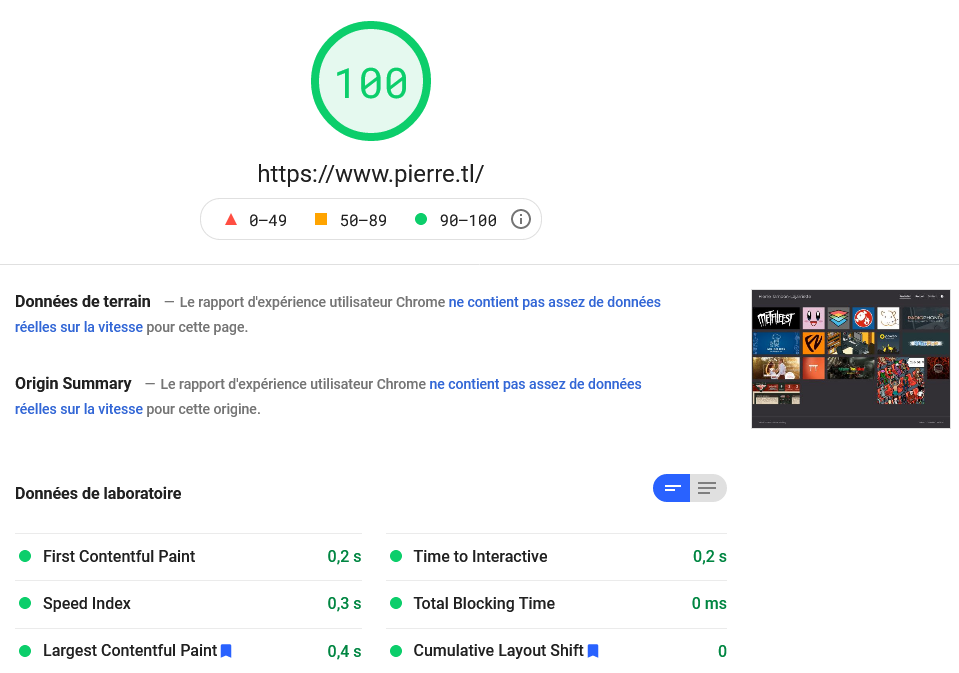 100
https://www.pierre.tl/
0–49 50–89 90–100
Données de terrain — Le rapport d'expérience utilisateur Chrome ne contient pas assez de données
réelles sur la vitesse pour cette page.
Origin Summary — Le rapport d'expérience utilisateur Chrome ne contient pas assez de données
réelles sur la vitesse pour cette origine.
METALFEST
Données de laboratoire
First Contentful Paint 0,2 s
Time to Interactive 0,2 s
Speed Index 0,3 s
Total Blocking Time 0 ms
Largest Contentful Paint 0,4 s
Cumulative Layout Shift 0